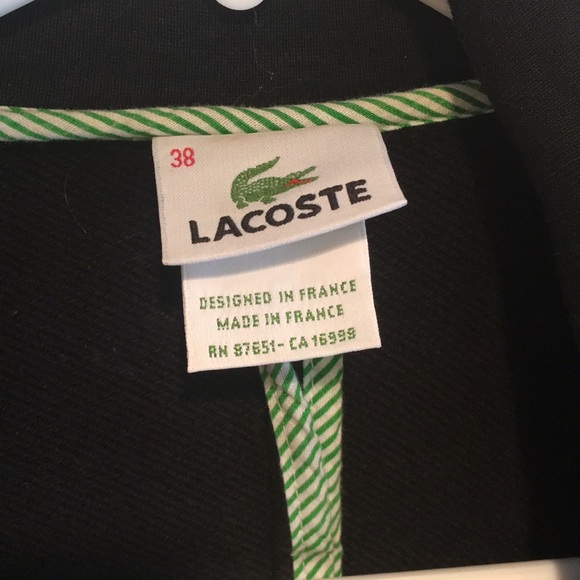 38
LACOSTE
DESIGNED IN FRANCE
MADE IN FRANCE
RN 87651-CA 16999